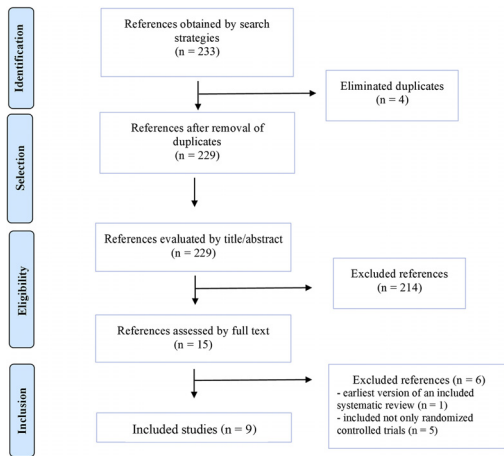 Identification
References obtained by search
strategies
(n = 233)
Eliminated duplicates
(n = 4)
Selection
References after removal of
duplicates
(n = 229)
Eligibility
References evaluated by title/abstract
(n = 229)
Excluded references
(n = 214)
References assessed by full text
(n = 15)
Inclusion
Excluded references (n = 6)
- earliest version of an included
systematic review (n = 1)
- included not only randomized
controlled trials (n = 5)
Included studies (n = 9)